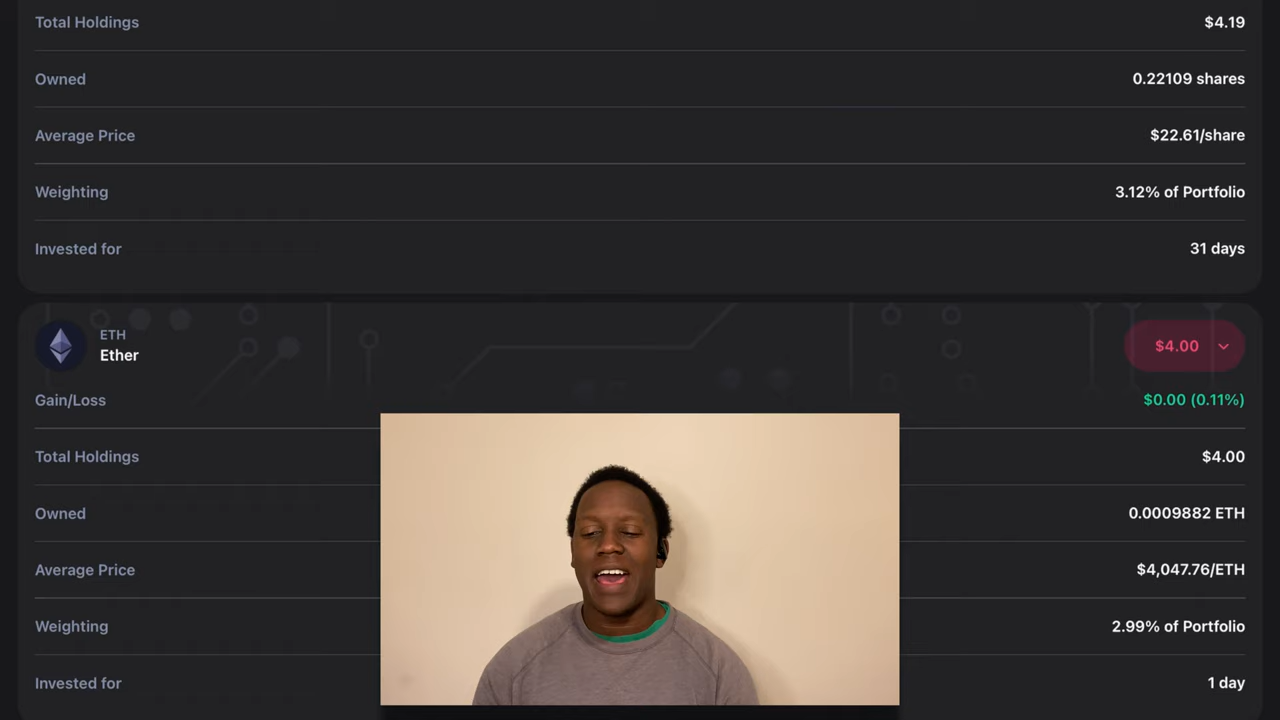 Total Holdings $4.19
Owned 0.22109 shares
Average Price $22.61/share
Weighting 3.12% of Portfolio
Invested for 31 days
ETH
Ether
$4.00
Gain/Loss $0.00 (0.11%)
Total Holdings $4.00
Owned 0.0009882 ETH
Average Price $4,047.76/ETH
Weighting 2.99% of Portfolio
Invested for 1 day